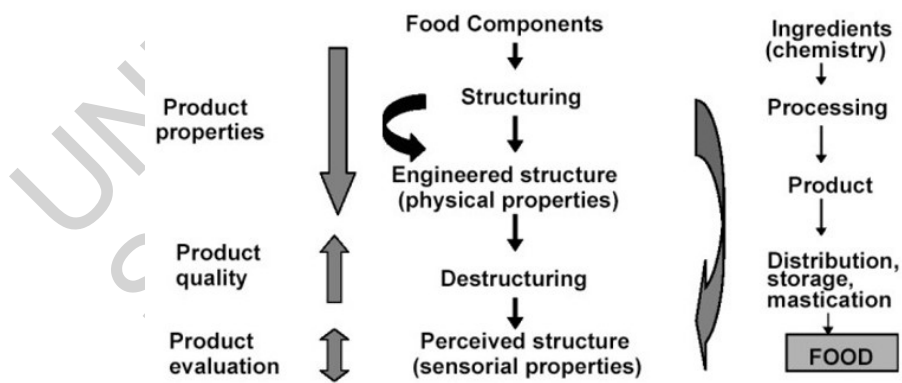 Food Components
Structuring
Engineered structure
(physical properties)
Destructuring
Perceived structure
(sensorial properties)
Product
properties
Product
quality
Product
evaluation
Ingredients
(chemistry)
Processing
Product
Distribution,
storage,
mastication
FOOD